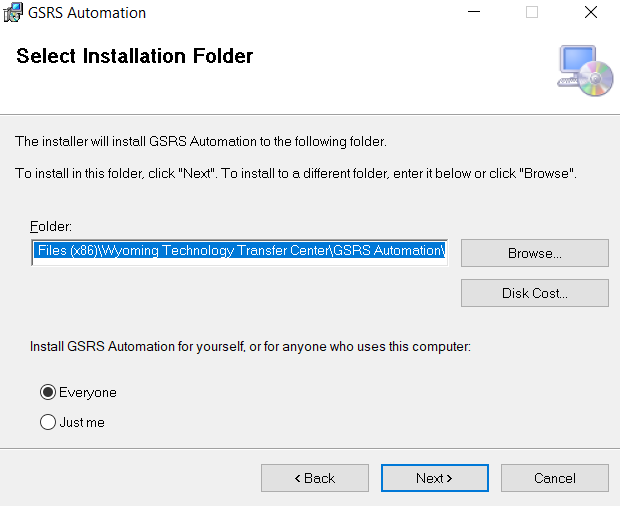 GSRS Automation
Select Installation Folder
The installer will install GSRS Automation to the following folder.
To install in this folder, click "Next". To install to a different folder, enter it below or click "Browse".
Folder:
Files (x86)\Wyoming Technology Transfer Center\GSRS Automation\
Browse...
Disk Cost...
Install GSRS Automation for yourself, or for anyone who uses this computer:
Everyone
Just me
< Back
Next >
Cancel